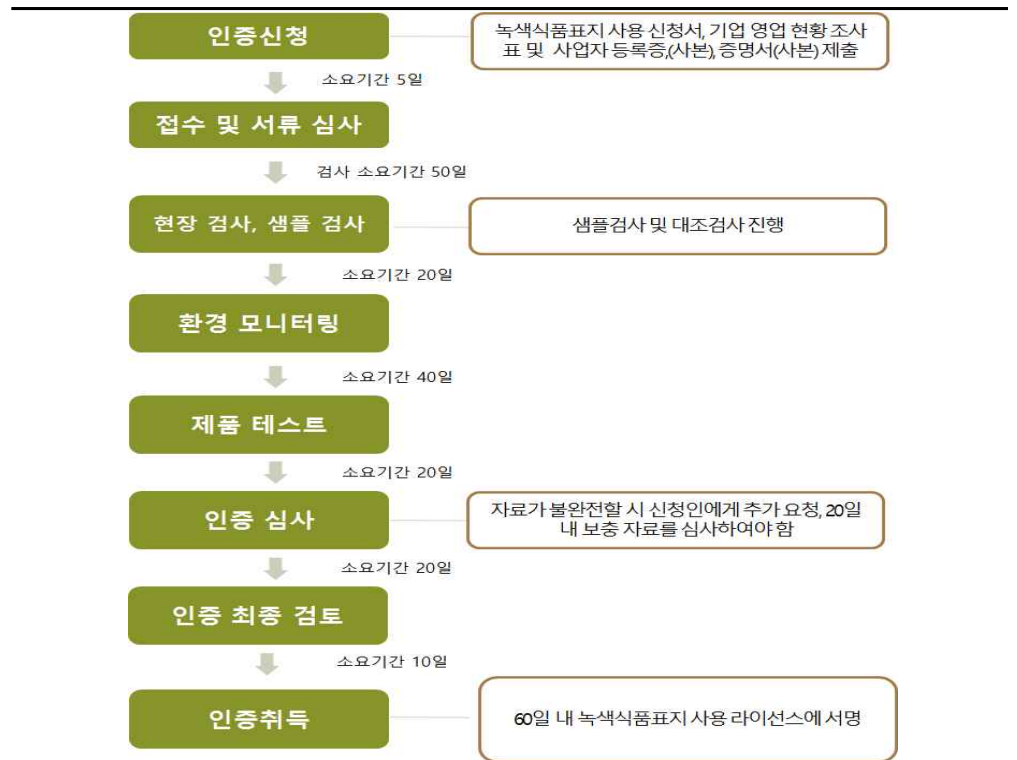 인증신청
녹색식품표지 사용 신청서, 기업 영업 현황 조사
표 및 사업자 등록증,(사본), 증명서(사본) 제출
소요기간 5일
접수 및 서류 심사
검사 소요기간 50일
현장 검사, 샘플 검사
샘플검사 및 대조검사 진행
소요기간 20일
환경 모니터링
소요기간 40일
제품 테스트
소요기간 20일
인증 심사
자료가 불완전할 시 신청인에게 추가 요청, 20일
내 보충 자료를 심사하여야 함
소요기간 20일
인증 최종 검토
소요기간 10일
인증취득
60일 내 녹색식품표지 사용 라이선스에 서명